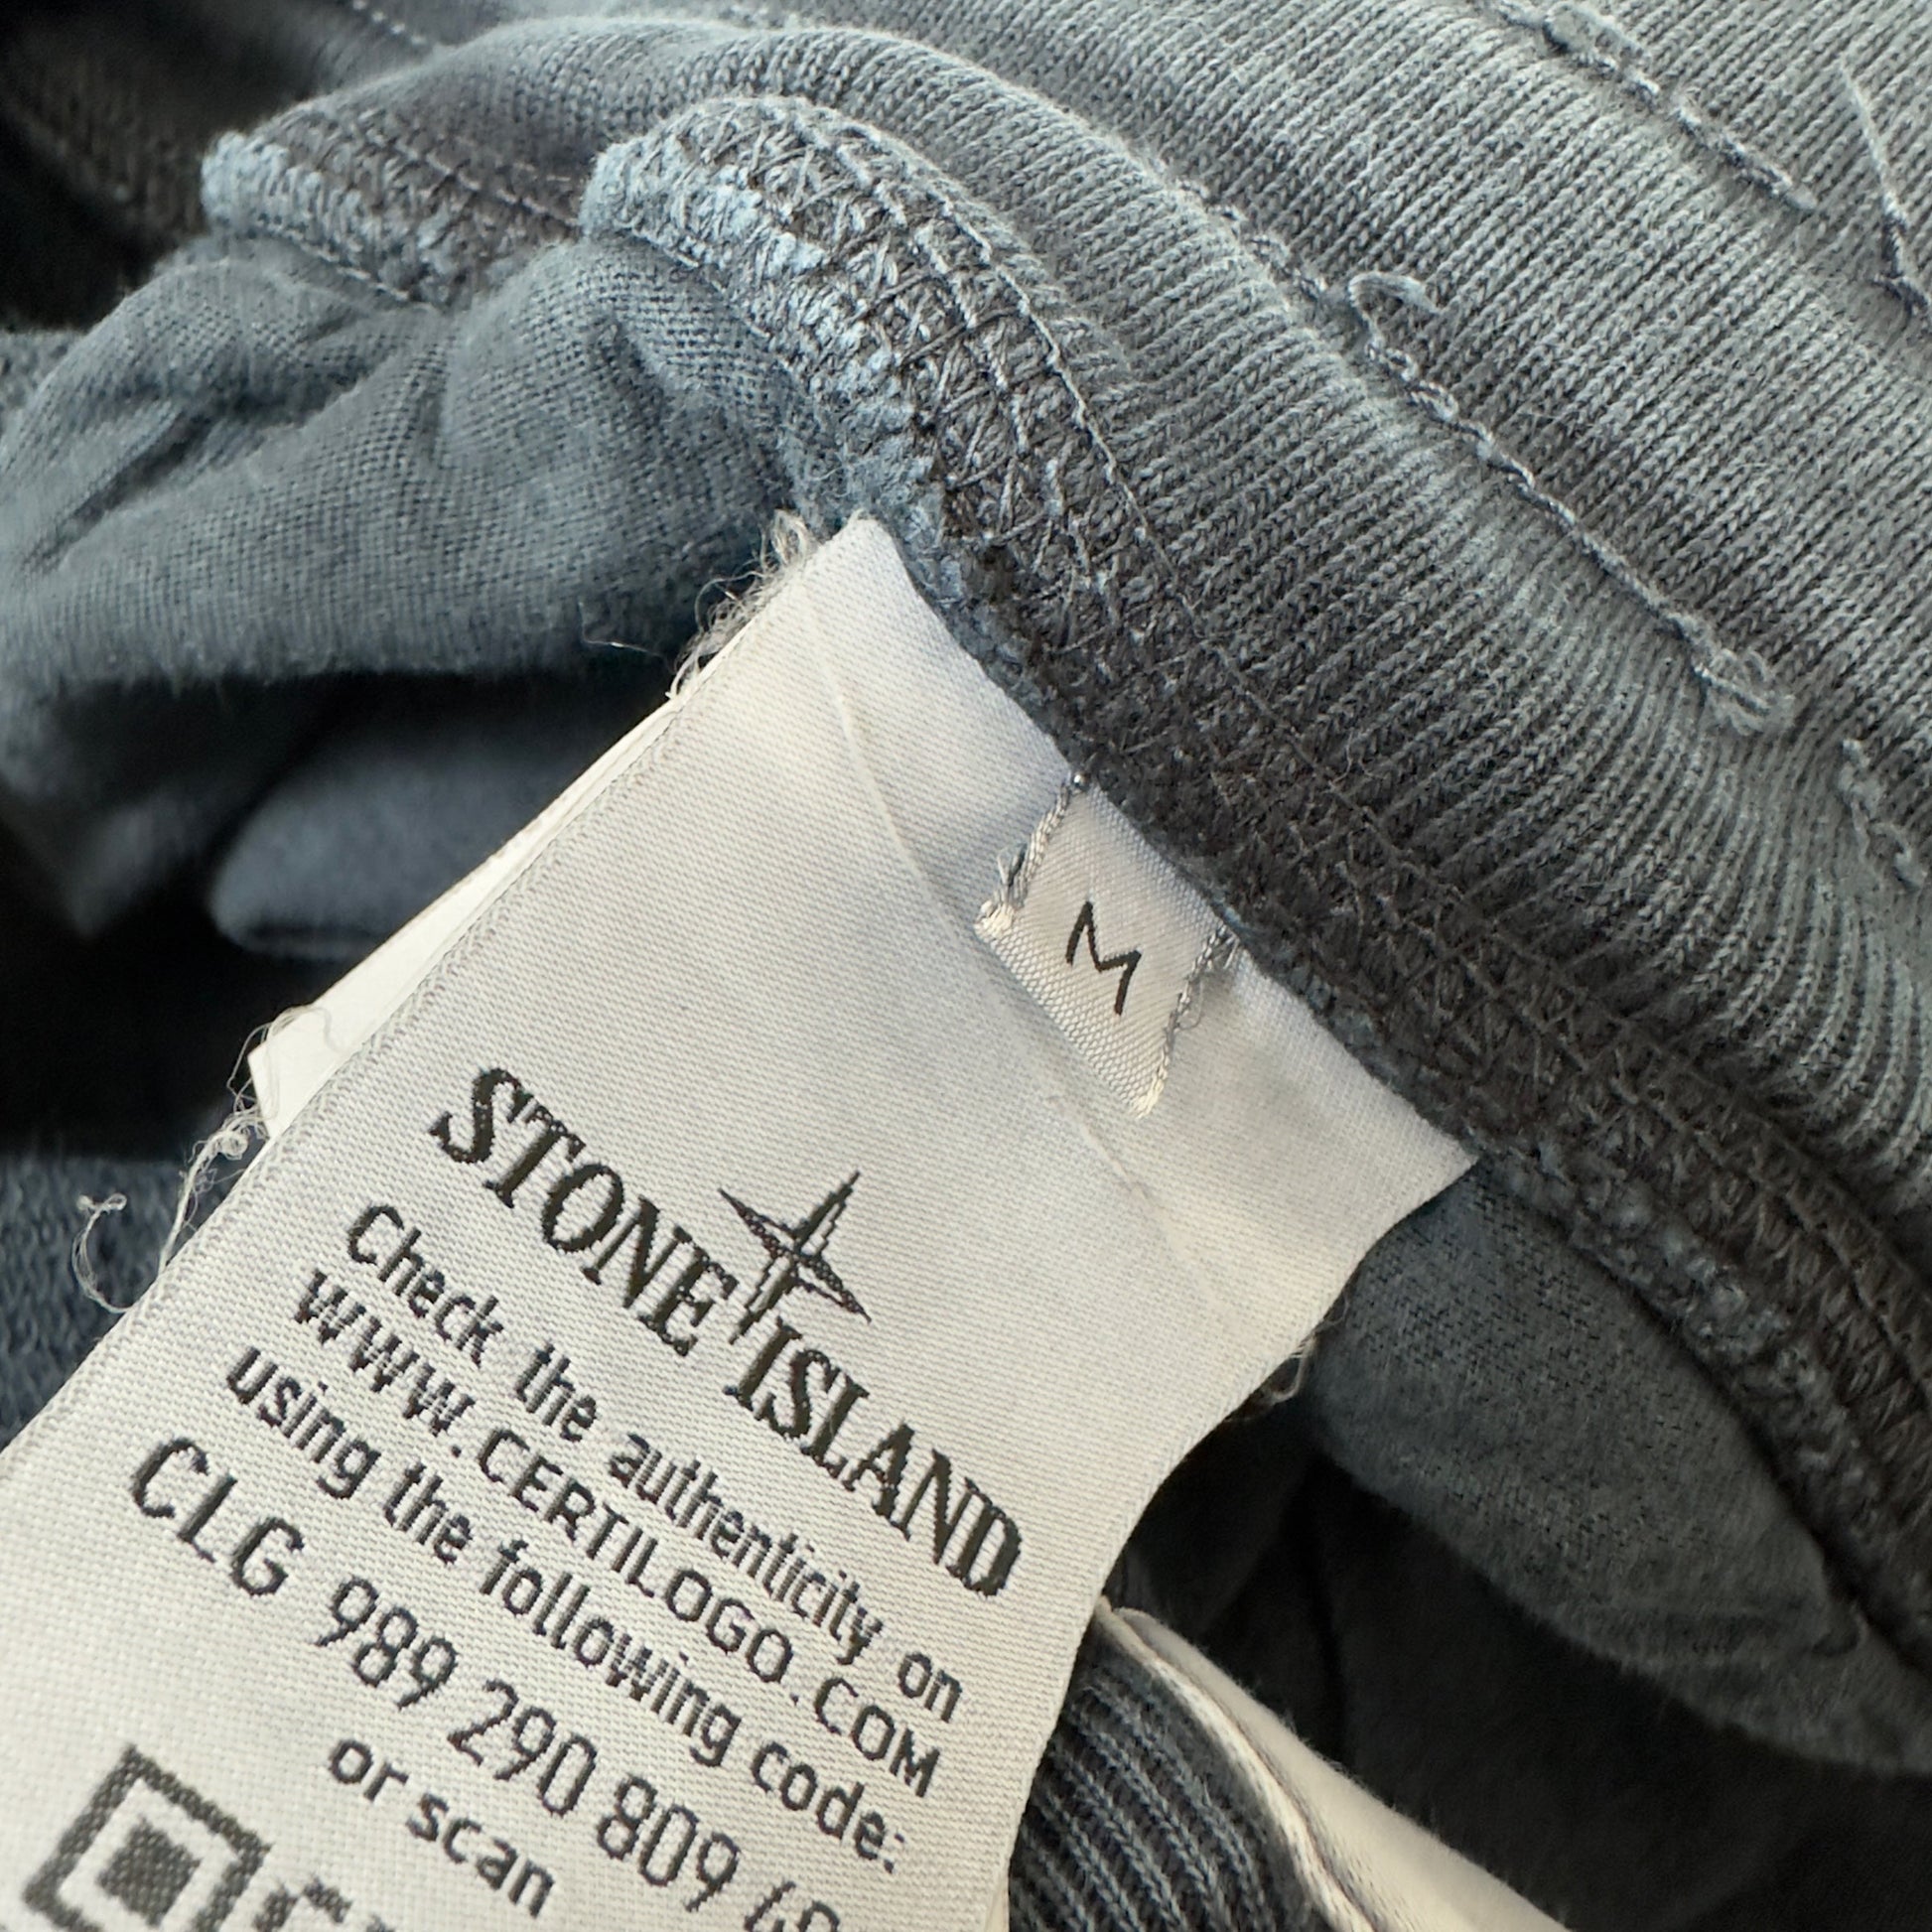 M
STONE ISLAND
Check the authenticity on
WWW.CERTILOGO.COM
using the following code:
CLG 989 290 809
or scan